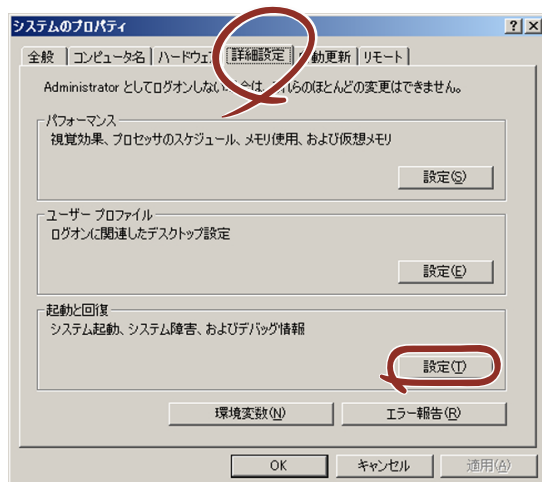 システムのプロパティ
全般 コンピュータ名 ハードウェ 詳細設定 動更新 リモート
Administrator としてログオンしない 合は、 れらのほとんどの変更はできません。
パフォーマンス
視覚効果、プロセッサのスケジュール、メモリ使用、および仮想メモリ
設定(S)
ユーザー プロファイル
ログオンに関連したデスクトップ設定
設定(E)
起動と回復
システム起動、システム障害、およびデバッグ情報
設定(T)
環境変数(N) エラー報告(R)
OK キャンセル 適用(A)